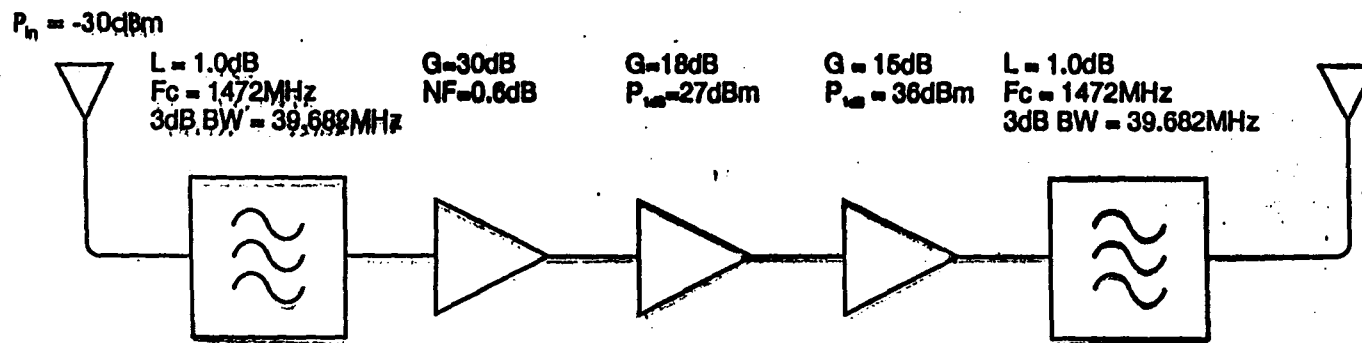 Pin = -30dBm
L = 1.0dB
Fc = 1472MHz
3dB BW = 39.682MHz
G=30dB
NF=0.6dB
G=18dB
P1dB=27dBm
G = 15dB
P1dB = 36dBm
L = 1.0dB
Fc = 1472MHz
3dB BW = 39.682MHz